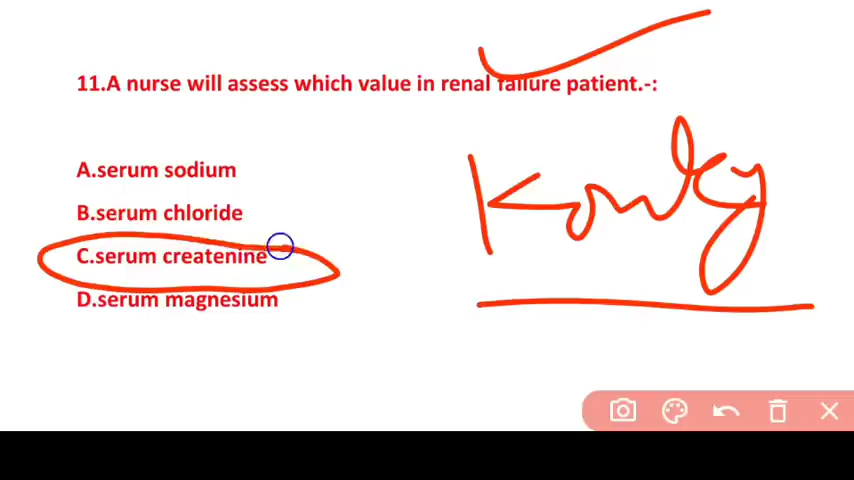 11.A nurse will assess which value in renal failure patient.-:
A.serum sodium
B.serum chloride
C.serum createnine
D.serum magnesium